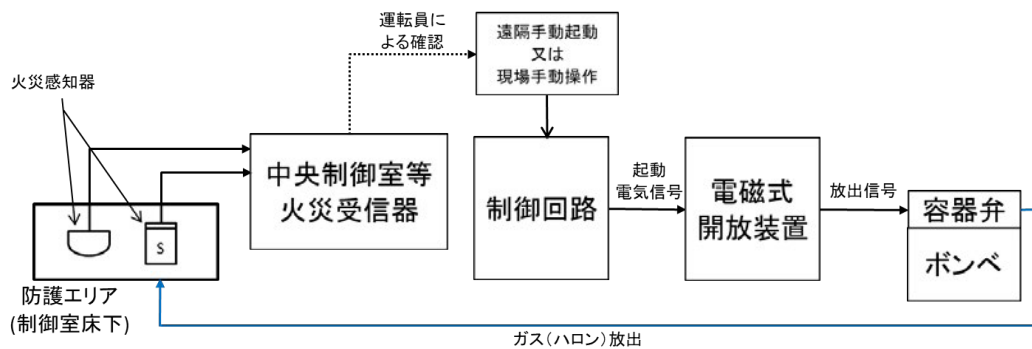 運転員に
よる確認
遠隔手動起動
又は
現場手動操作
火災感知器
中央制御室等
火災受信器
制御回路
起動
電気信号
電磁式
開放装置
放出信号
容器弁
ボンベ
S
防護エリア
(制御室床下)
ガス(ハロン)放出